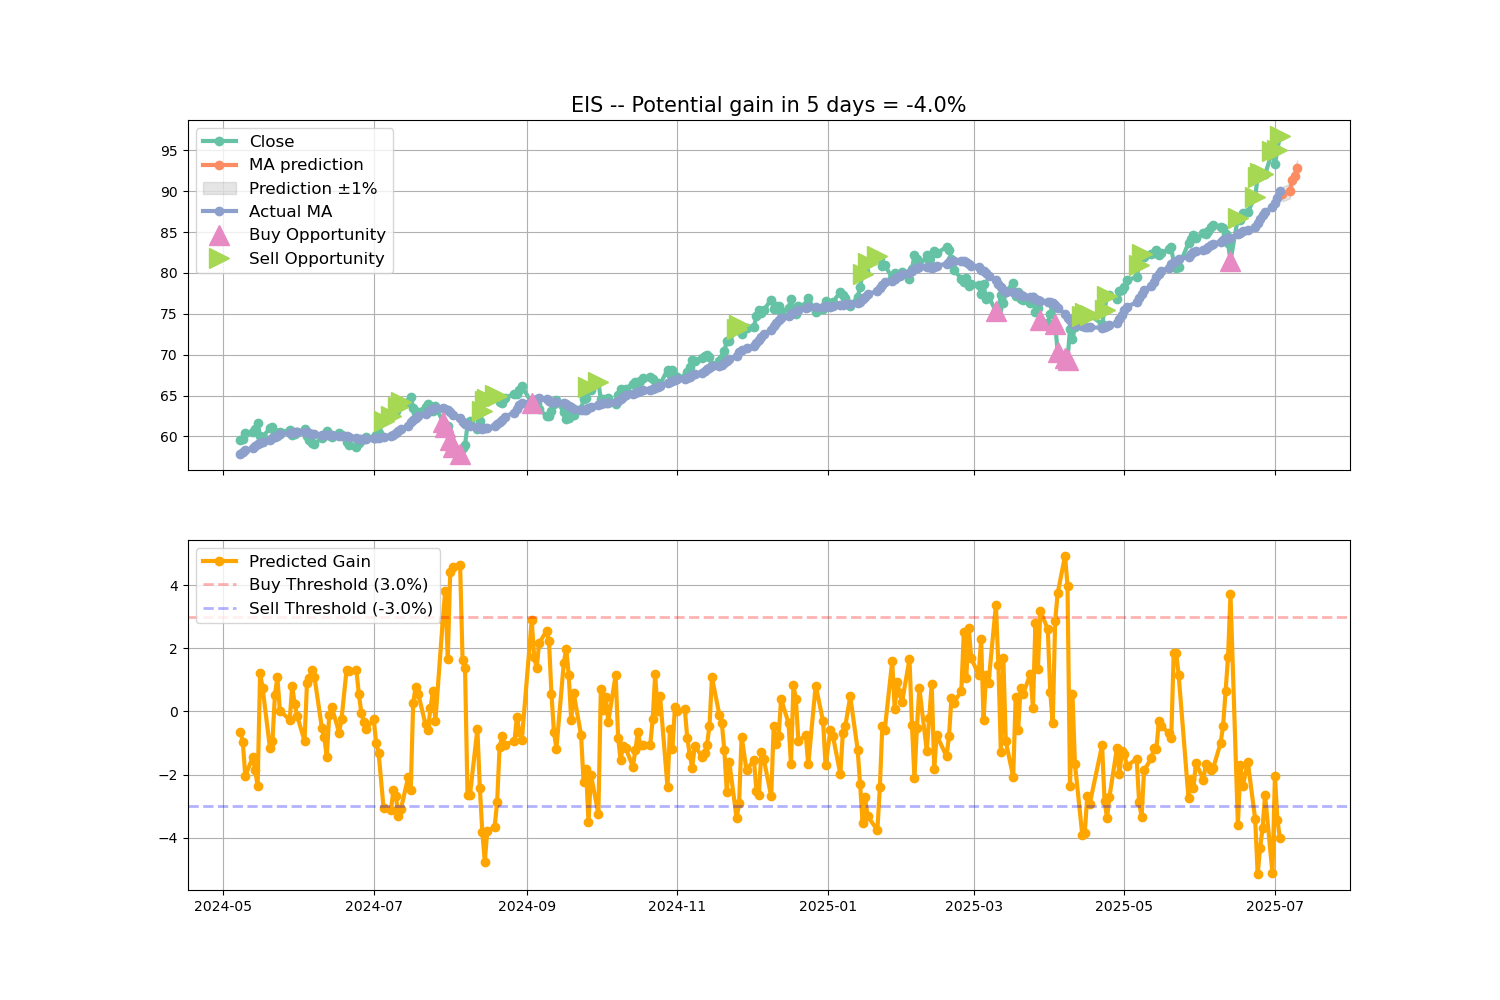 EIS -- Potential gain in 5 days = -4.0%
Close
MA prediction
Prediction ±1%
Actual MA
Buy Opportunity
Sell Opportunity
95
90
85
80
75
70
65
60
Predicted Gain
Buy Threshold (3.0%)
Sell Threshold (-3.0%)
4
2
0
−2
−4
2024-05 2024-07 2024-09 2024-11 2025-01 2025-03 2025-05 2025-07